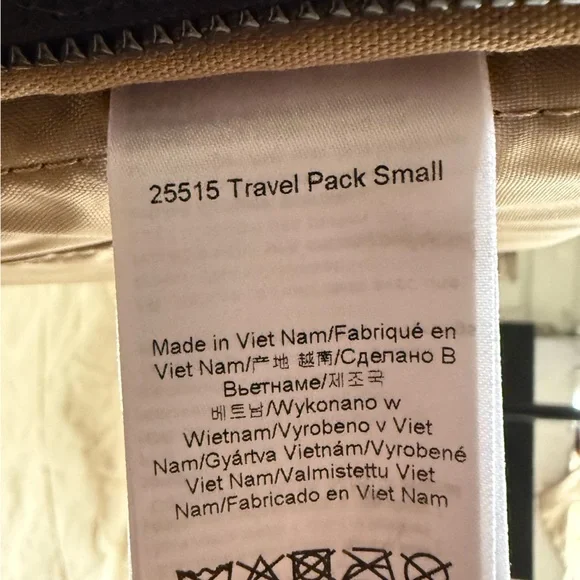 25515 Travel Pack Small
Made in Viet Nam/Fabriqué en
Viet Nam/产地 越南/Сделано В
Вьетнаме/제조국
베트남/Wykonano w
Wietnam/Vyrobeno v Viet
Nam/Gyártva Vietnám/Vyrobené
Viet Nam/Valmistettu Viet
Nam/Fabricado en Viet Nam